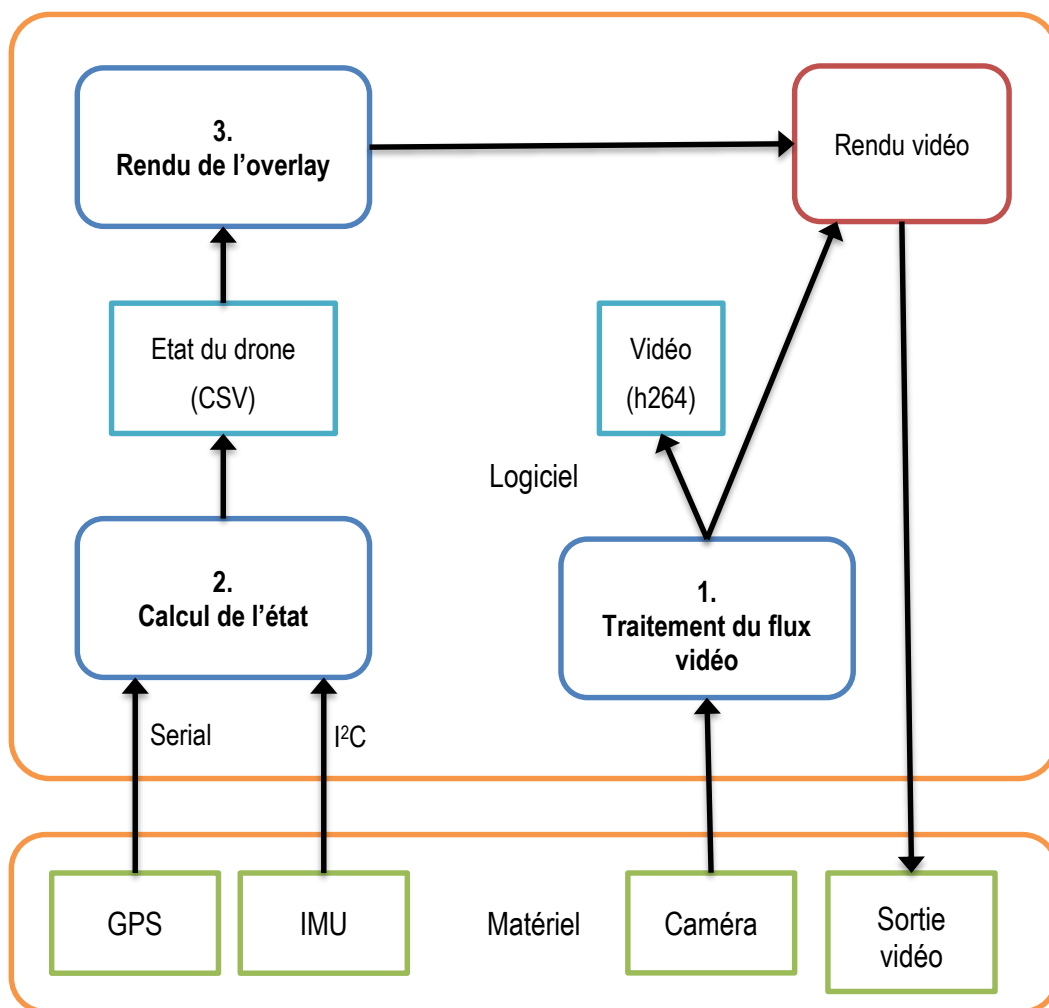 3.
Rendu de l’overlay
Rendu vidéo
Etat du drone
(CSV)
Vidéo
(h264)
Logiciel
2.
Calcul de l’état
1.
Traitement du flux
vidéo
Serial
I²C
GPS
IMU
Matériel
Caméra
Sortie
vidéo